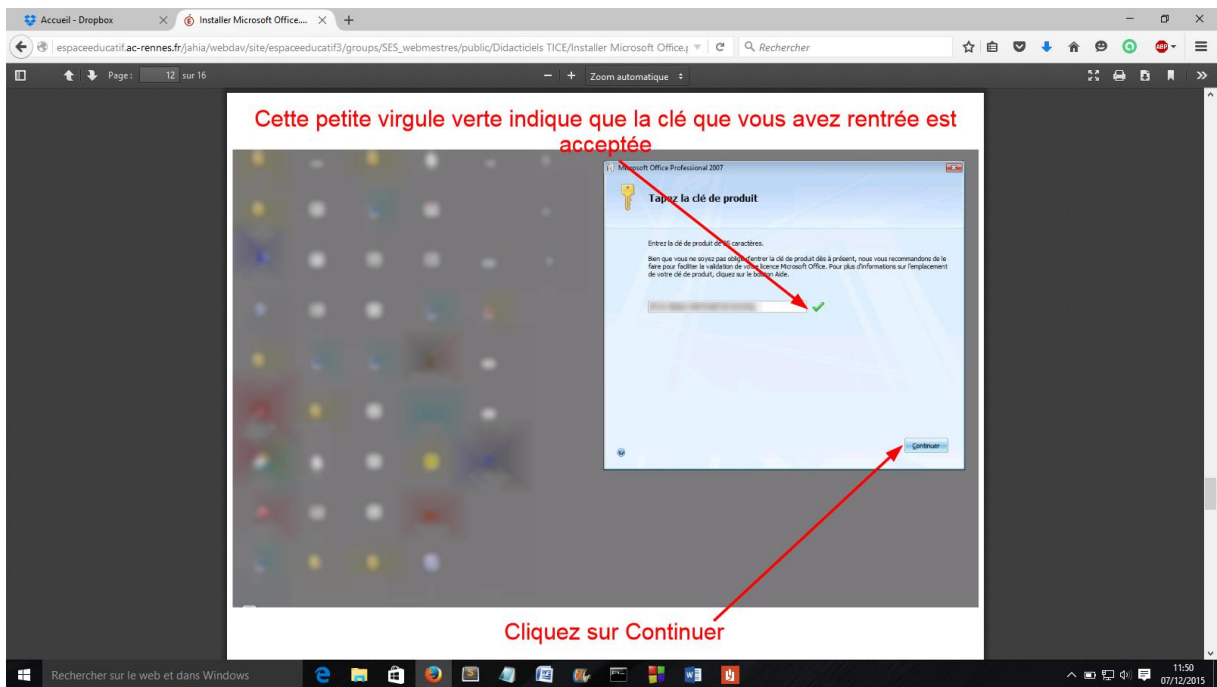 Accueil - Dropbox
Installer Microsoft Office....
espaceeducatif.ac-rennes.fr/jahia/webdav/site/espaceeducatif3/groups/SES_webmestres/public/Didacticiels TICE/Installer Microsoft Office.p
Rechercher
ABP
Page : 12 sur 16
Zoom automatique
Cette petite virgule verte indique que la clé que vous avez rentrée est
acceptée
Microsoft Office Professional 2007
Tapez la clé de produit
Entrez la clé de produit de 25 caractères.
Bien que vous ne soyez pas obligé d'entrer la clé de produit dès à présent, nous vous recommandons de le
faire pour faciliter la validation de votre licence Microsoft Office. Pour plus d'informations sur l'emplacement
de votre clé de produit, cliquez sur le bouton Aide.
Continuer
Cliquez sur Continuer
Rechercher sur le web et dans Windows
11:50
07/12/2015